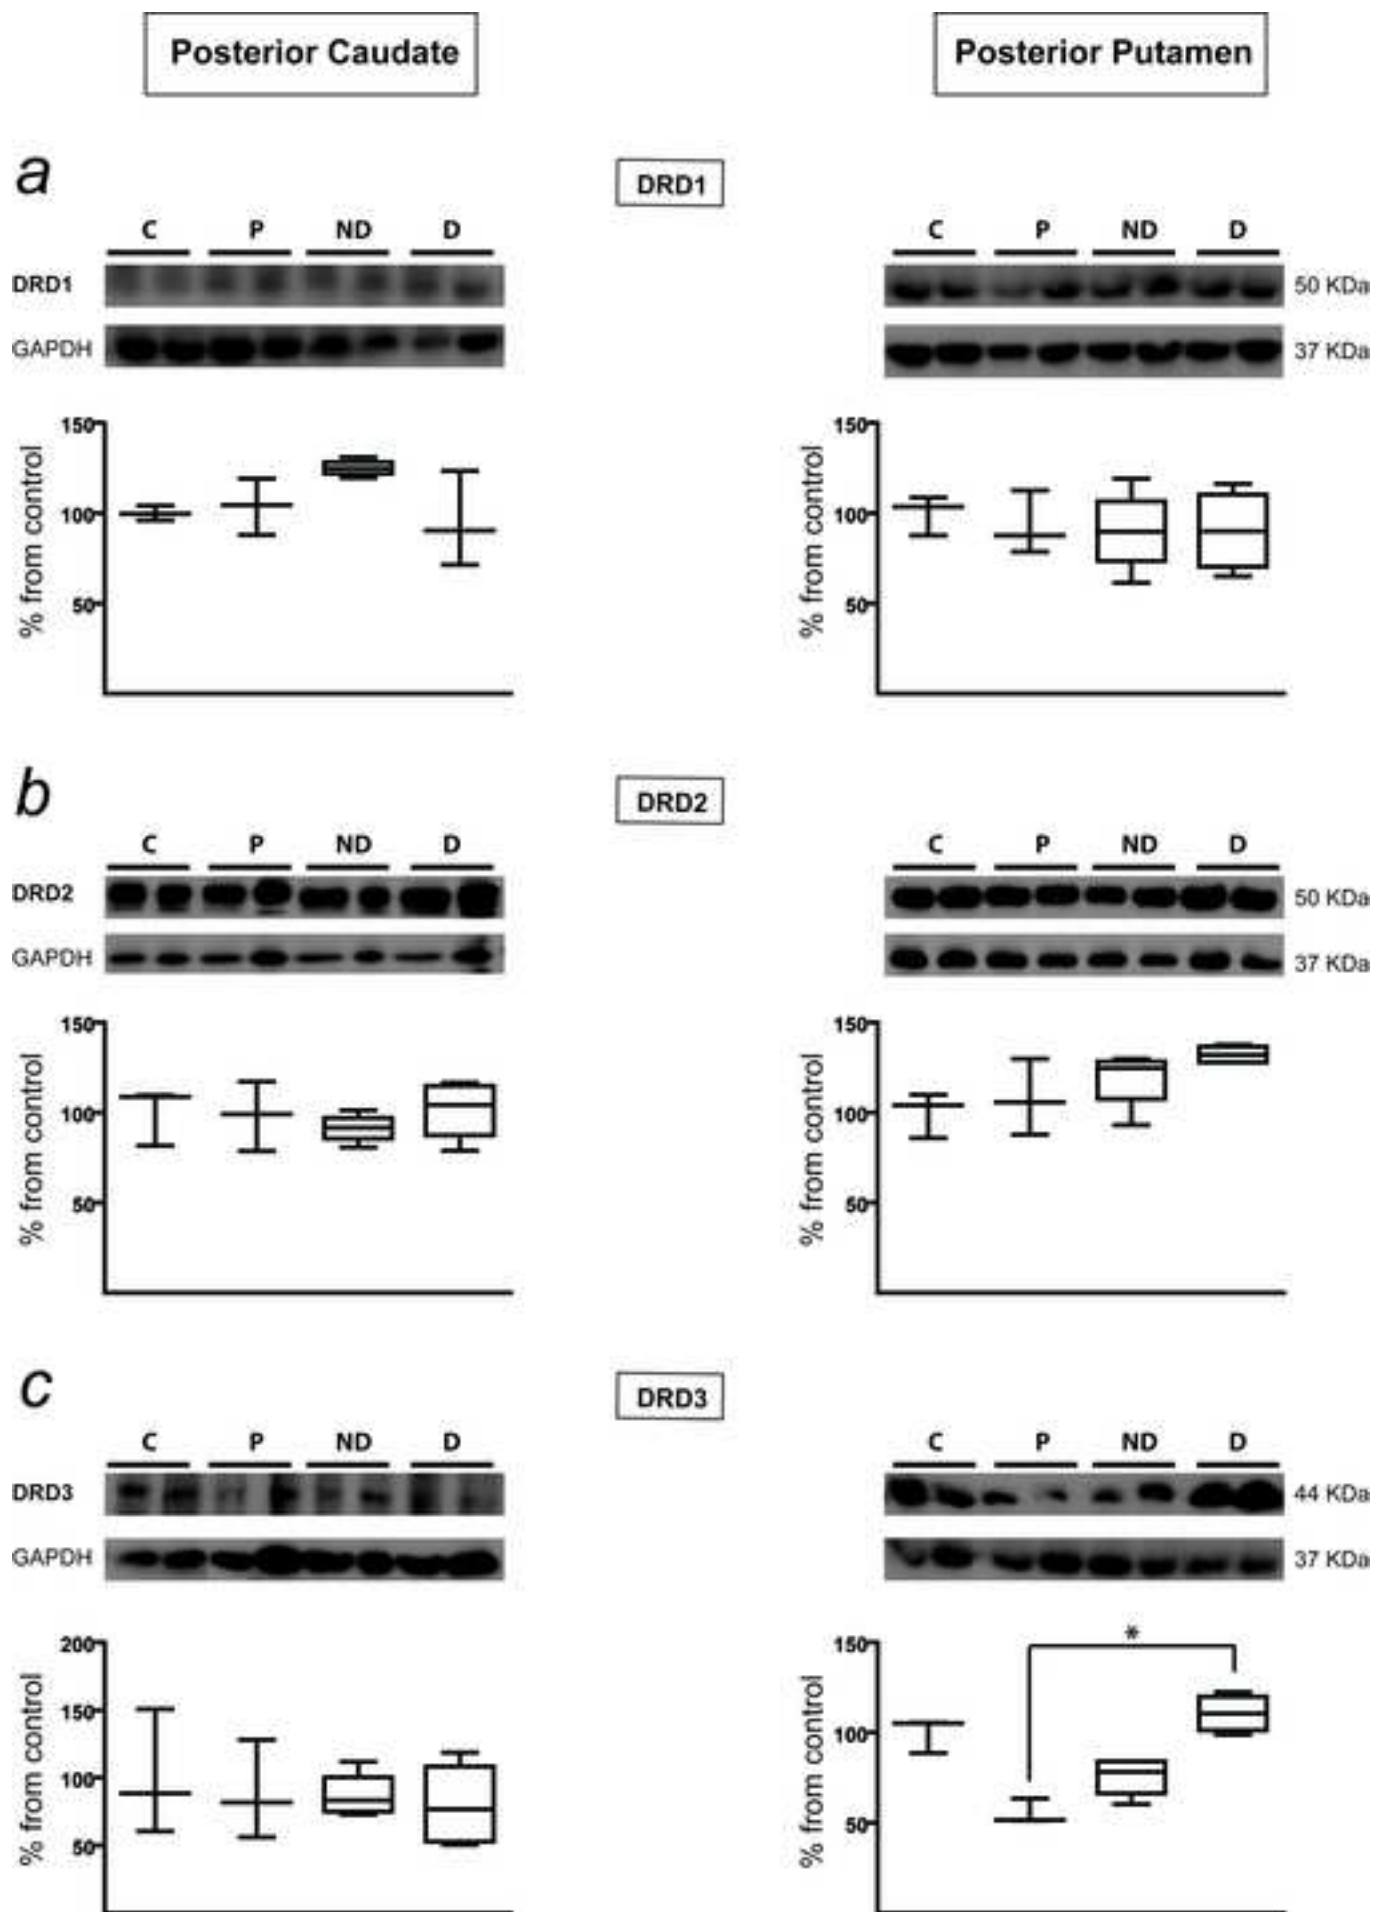 Posterior Caudate Posterior Putamen
a DRD1
C P ND D C P ND D
DRD1 50 KDa
GAPDH 37 KDa
150 150
100 100
50 50
% from control % from control
b DRD2
C P ND D C P ND D
DRD2 50 KDa
GAPDH 37 KDa
150 150
100 100
50 50
% from control % from control
c DRD3
C P ND D C P ND D
DRD3 44 KDa
GAPDH 37 KDa
200 150
150 100
100 50
50
% from control % from control
*